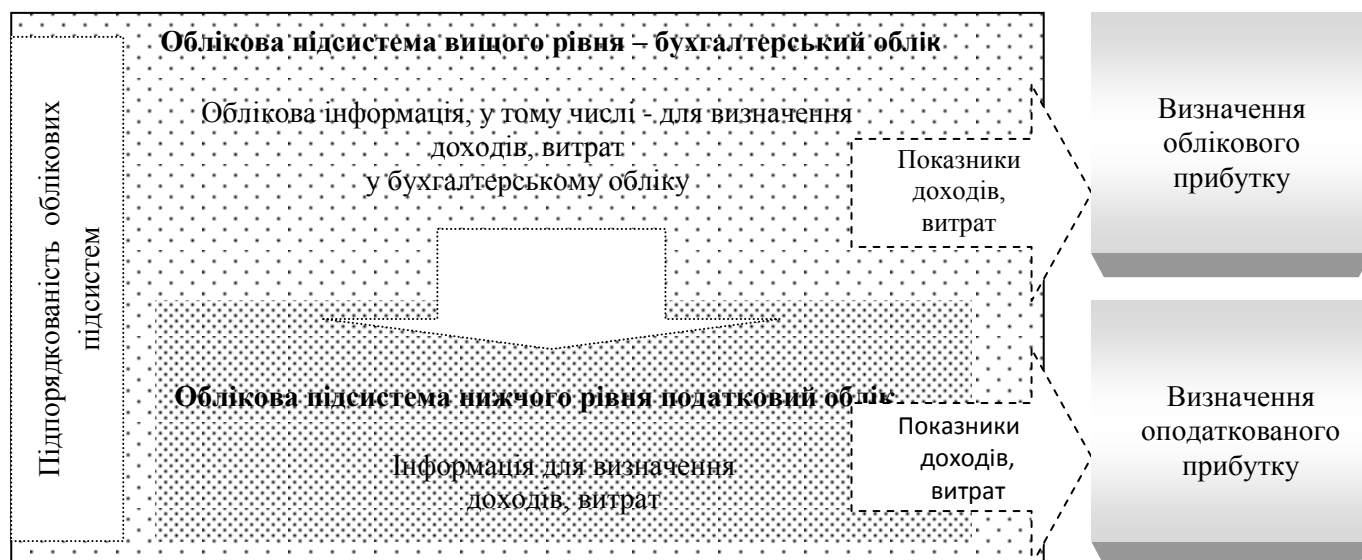 Підпорядкованість облікових
підсистем
Облікова підсистема вищого рівня – бухгалтерський облік
Облікова інформація, у тому числі - для визначення
доходів, витрат
у бухгалтерському обліку
Показники
доходів,
витрат
Визначення
облікового
прибутку
Облікова підсистема нижчого рівня податковий облік
Інформація для визначення
доходів, витрат
Показники
доходів,
витрат
Визначення
оподаткованого
прибутку